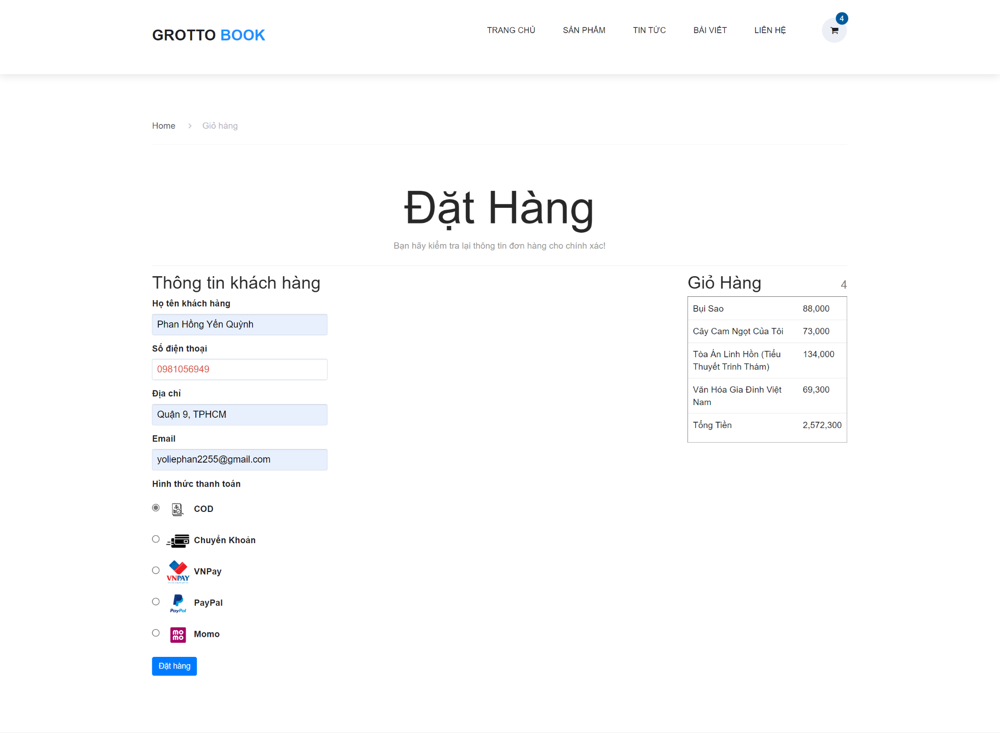 GROTTO BOOK
TRANG CHỦ
SẢN PHẨM
TIN TỨC
BÀI VIẾT
LIÊN HỆ
4
Home > Giỏ hàng
Đặt Hàng
Bạn hãy kiểm tra lại thông tin đơn hàng cho chính xác!
Thông tin khách hàng
Họ tên khách hàng
Phan Hồng Yến Quỳnh
Số điện thoại
0981056949
Địa chỉ
Quận 9, TPHCM
Email
yoliephan2255@gmail.com
Hình thức thanh toán
COD
Chuyển Khoản
VNPAY
VNPay
PayPal
PayPal
mo
mo
Momo
Đặt hàng
Giỏ Hàng 4
Bụi Sao 88,000
Cây Cam Ngọt Của Tôi 73,000
Tòa Án Linh Hồn (Tiểu 134,000
Thuyết Trinh Thám)
Văn Hóa Gia Đình Việt 69,300
Nam
Tổng Tiền 2,572,300